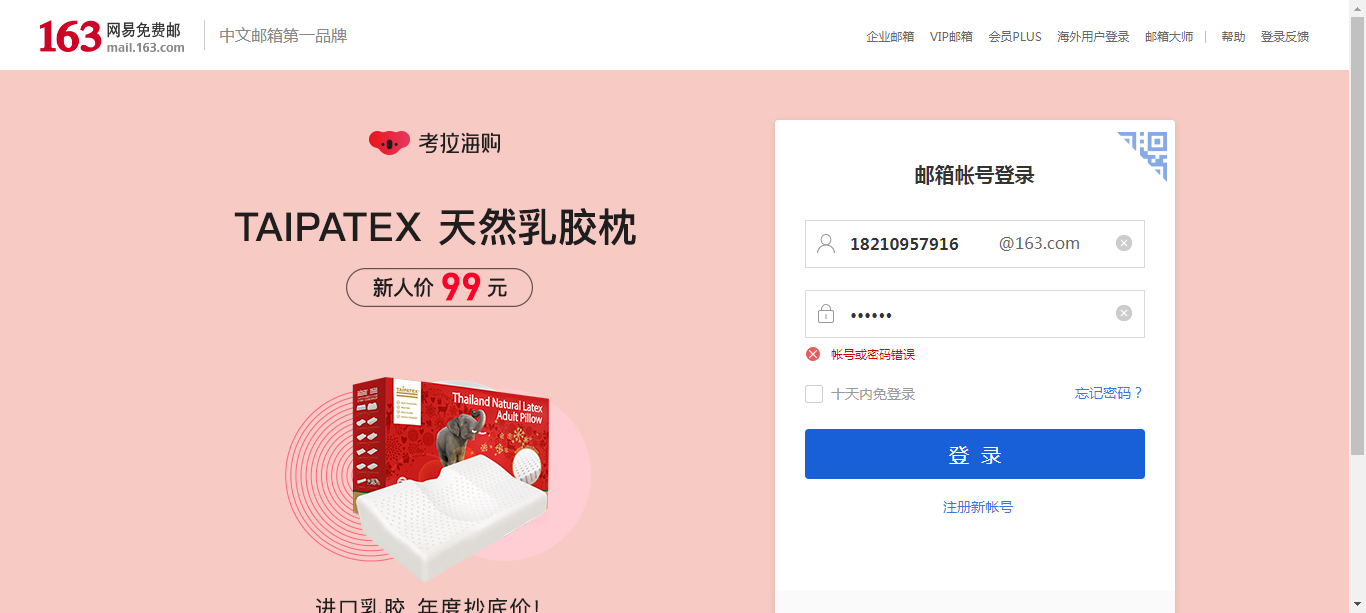 163 网易免费邮
mail.163.com
中文邮箱第一品牌
企业邮箱 VIP邮箱 会员PLUS 海外用户登录 邮箱大师 | 帮助 登录反馈
考拉海购
TAIPATEX 天然乳胶枕
新人价 99 元
TAIPATEX
Thailand Natural Latex
Adult Pillow
进口乳胶 年度抄底价!
邮箱帐号登录
18210957916 @163.com
••••••
帐号或密码错误
十天内免登录 忘记密码?
登 录
注册新帐号